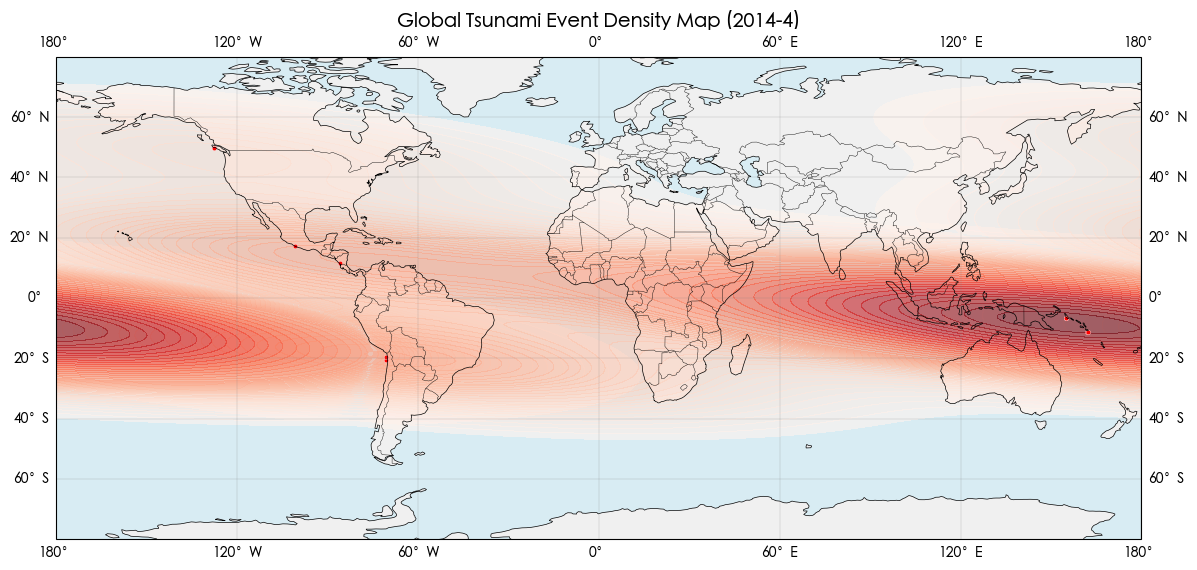 Global Tsunami Event Density Map (2014-4)
180° 120° W 60° W 0° 60° E 120° E 180°
60° N 60° N
40° N 40° N
20° N 20° N
0° 0°
20° S 20° S
40° S 40° S
60° S 60° S
180° 120° W 60° W 0° 60° E 120° E 180°